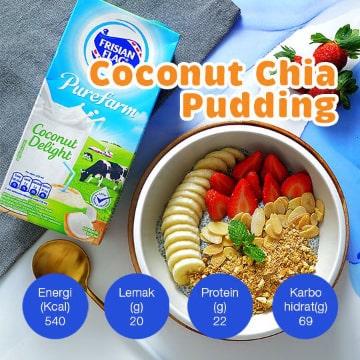 Coconut Chia
Pudding
FRISIAN
FLAG
Purefarm
Coconut
Delight
Energi
(Kcal)
540
Lemak
(g)
20
Protein
(g)
22
Karbo
hidrat(g)
69